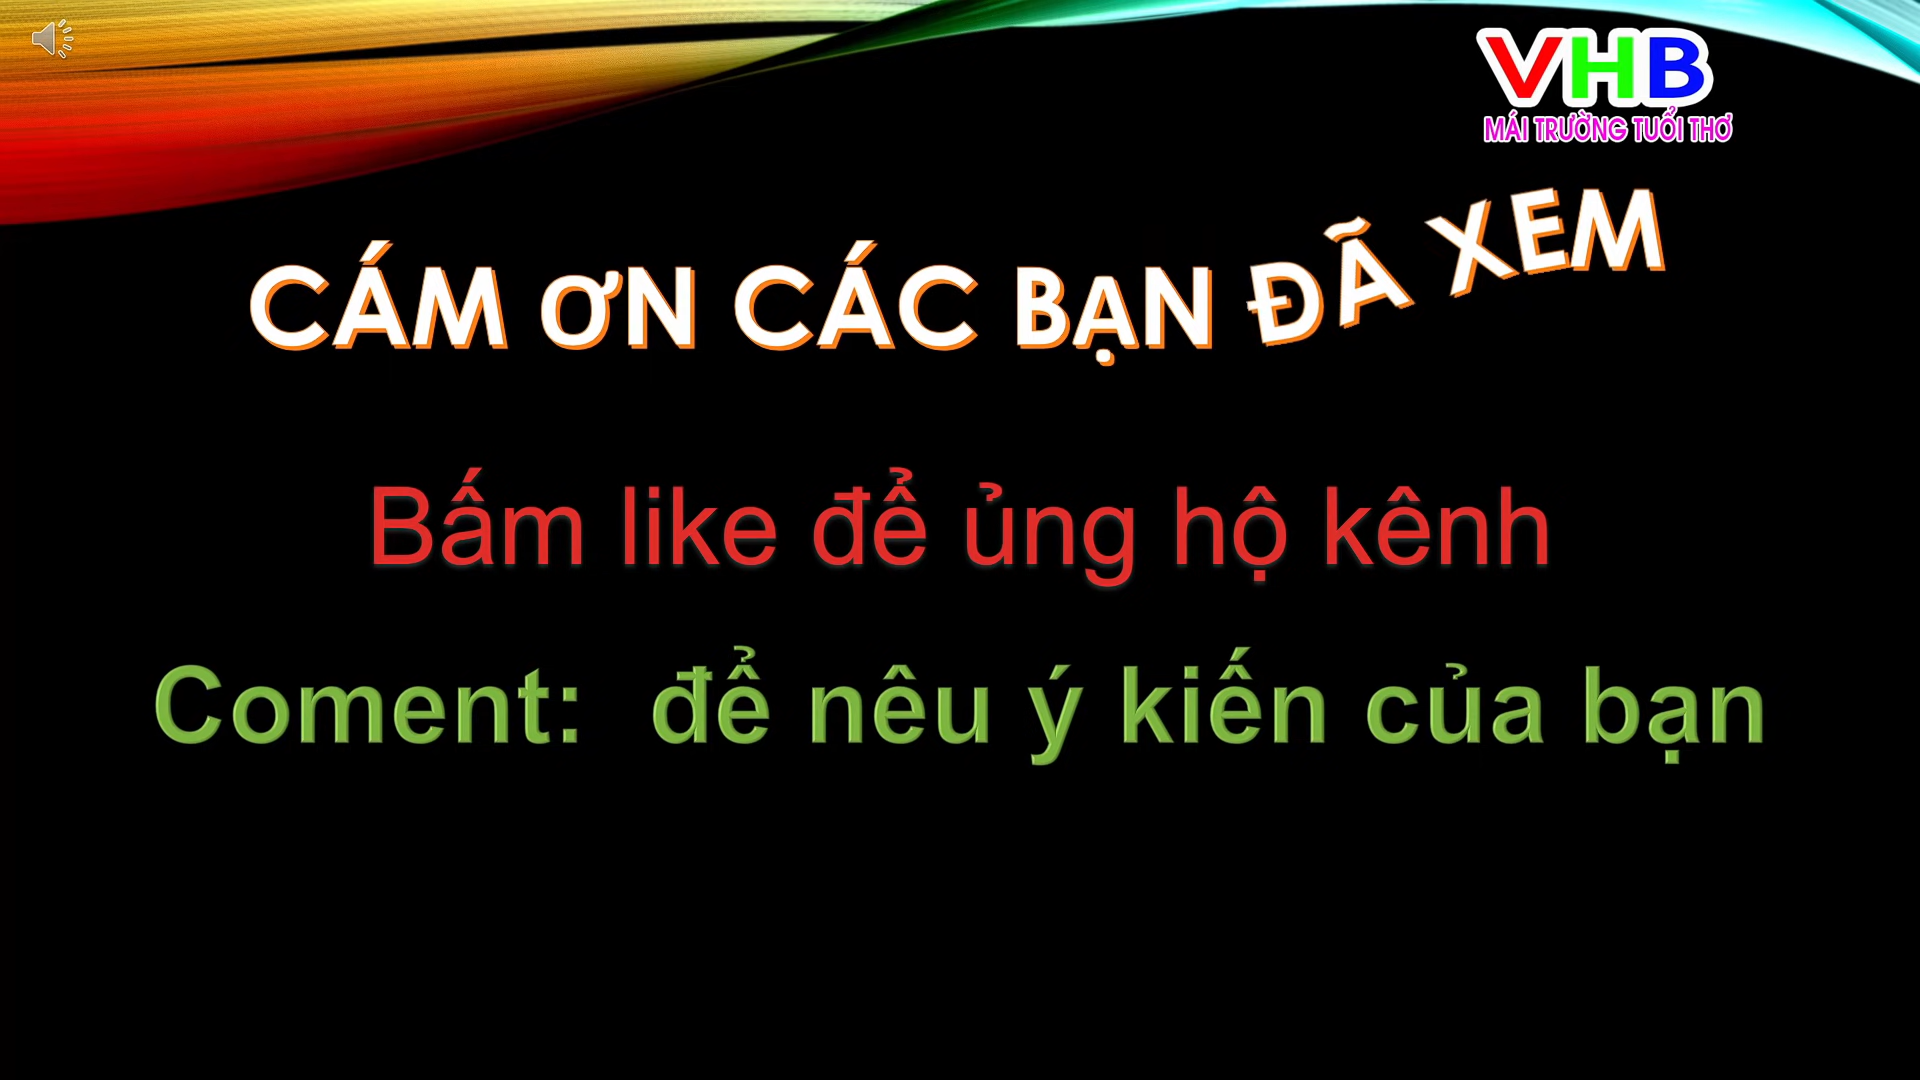 VHB
MÁI TRƯỜNG TUỔI THƠ
CÁM ƠN CÁC BẠN ĐÃ XEM
Bấm like để ủng hộ kênh
Coment: để nêu ý kiến của bạn